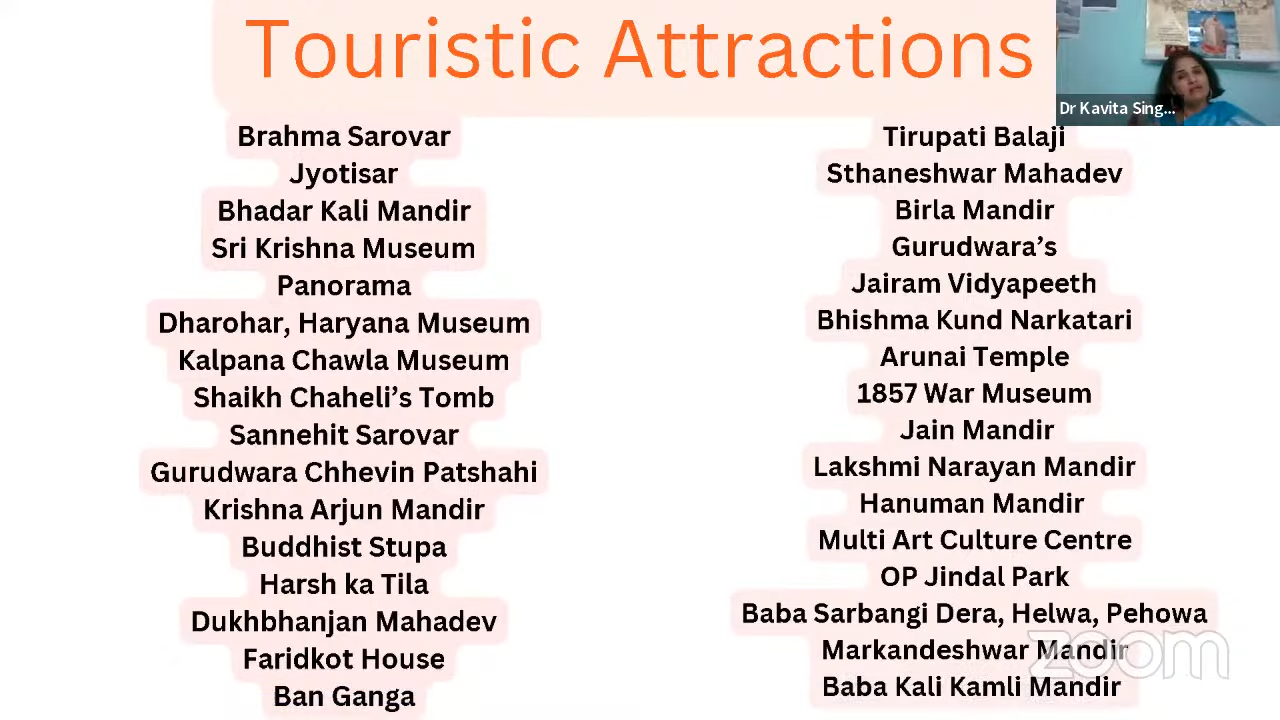 Touristic Attractions
Dr Kavita Sing...
Brahma Sarovar
Jyotisar
Bhadar Kali Mandir
Sri Krishna Museum
Panorama
Dharohar, Haryana Museum
Kalpana Chawla Museum
Shaikh Chaheli’s Tomb
Sannehit Sarovar
Gurudwara Chhevin Patshahi
Krishna Arjun Mandir
Buddhist Stupa
Harsh ka Tila
Dukhbhanjan Mahadev
Faridkot House
Ban Ganga
Tirupati Balaji
Sthaneshwar Mahadev
Birla Mandir
Gurudwara’s
Jairam Vidyapeeth
Bhishma Kund Narkatari
Arunai Temple
1857 War Museum
Jain Mandir
Lakshmi Narayan Mandir
Hanuman Mandir
Multi Art Culture Centre
OP Jindal Park
Baba Sarbangi Dera, Helwa, Pehowa
Markandeshwar Mandir
Baba Kali Kamli Mandir
zoom